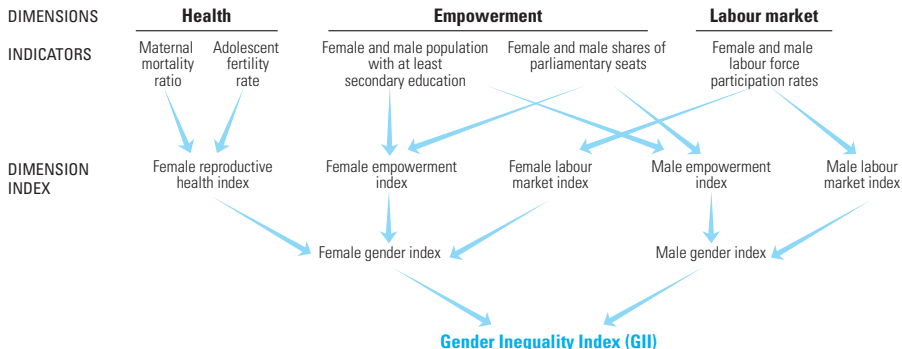 DIMENSIONS
Health
Empowerment
Labour market
INDICATORS
Maternal
mortality
ratio
Adolescent
fertility
rate
Female and male population
with at least
secondary education
Female and male shares of
parliamentary seats
Female and male
labour force
participation rates
DIMENSION
INDEX
Female reproductive
health index
Female empowerment
index
Female labour
market index
Male empowerment
index
Male labour
market index
Female gender index
Male gender index
Gender Inequality Index (GII)